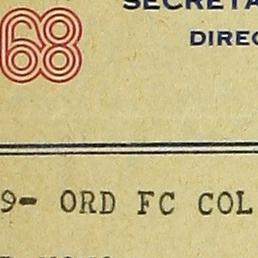 68
SECRETA
DIREC
9- ORD FC COL